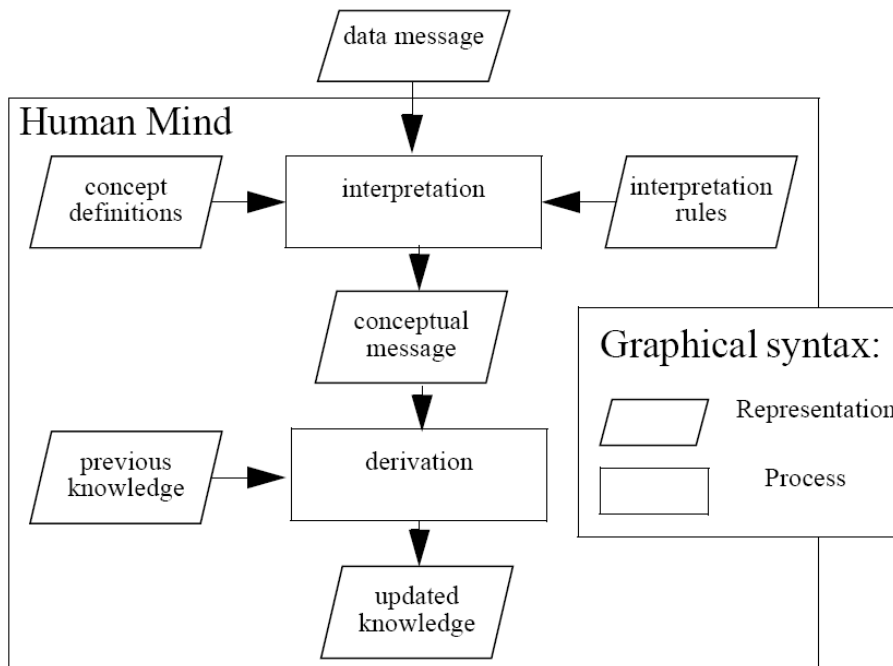 data message
Human Mind
concept
definitions
interpretation
interpretation
rules
conceptual
message
Graphical syntax:
Representation
Process
previous
knowledge
derivation
updated
knowledge